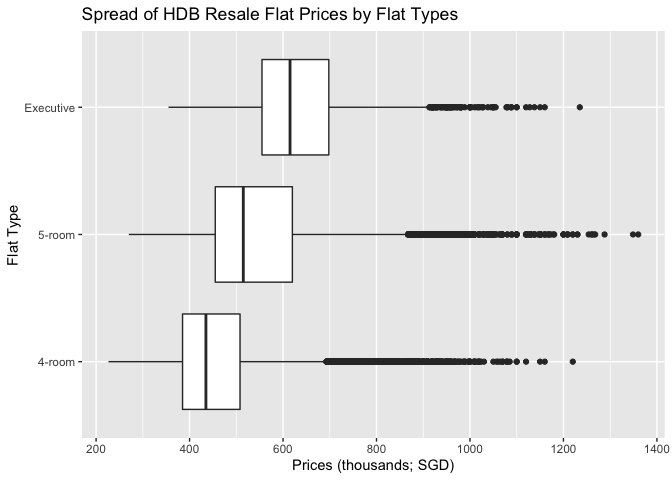 Spread of HDB Resale Flat Prices by Flat Types
Flat Type
Executive
5-room
4-room
200 400 600 800 1000 1200 1400
Prices (thousands; SGD)